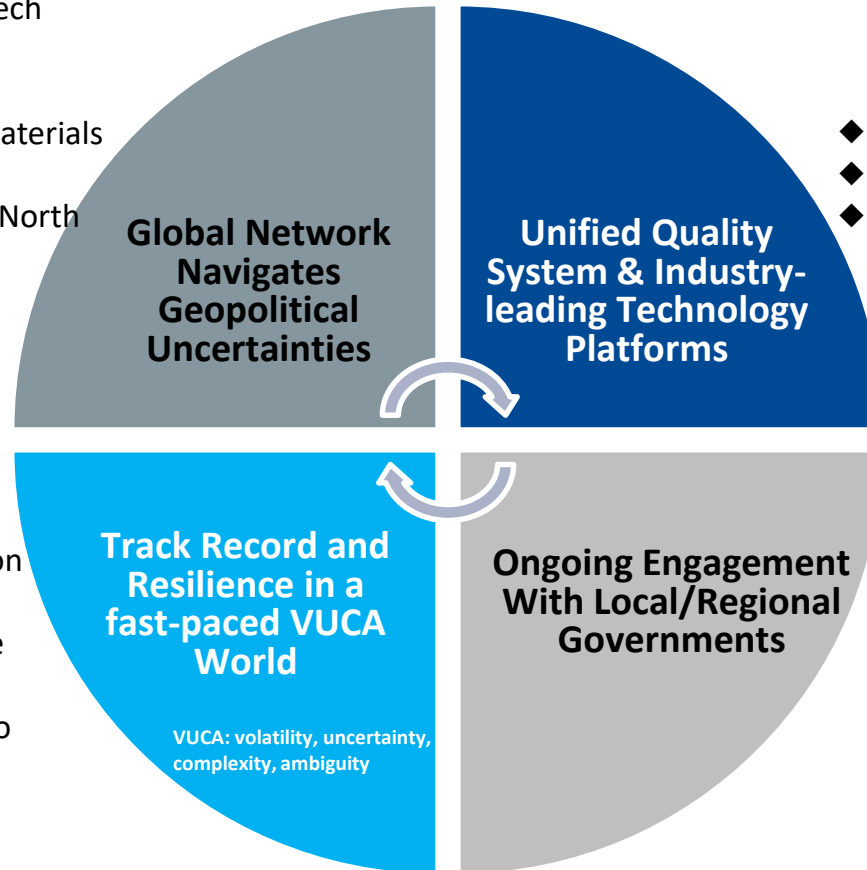 ech
aterials
North
Global Network
Navigates
Geopolitical
Uncertainties
Unified Quality
System & Industry-
leading Technology
Platforms
on
e
o
Track Record and
Resilience in a
fast-paced VUCA
World
VUCA: volatility, uncertainty,
complexity, ambiguity
Ongoing Engagement
With Local/Regional
Governments